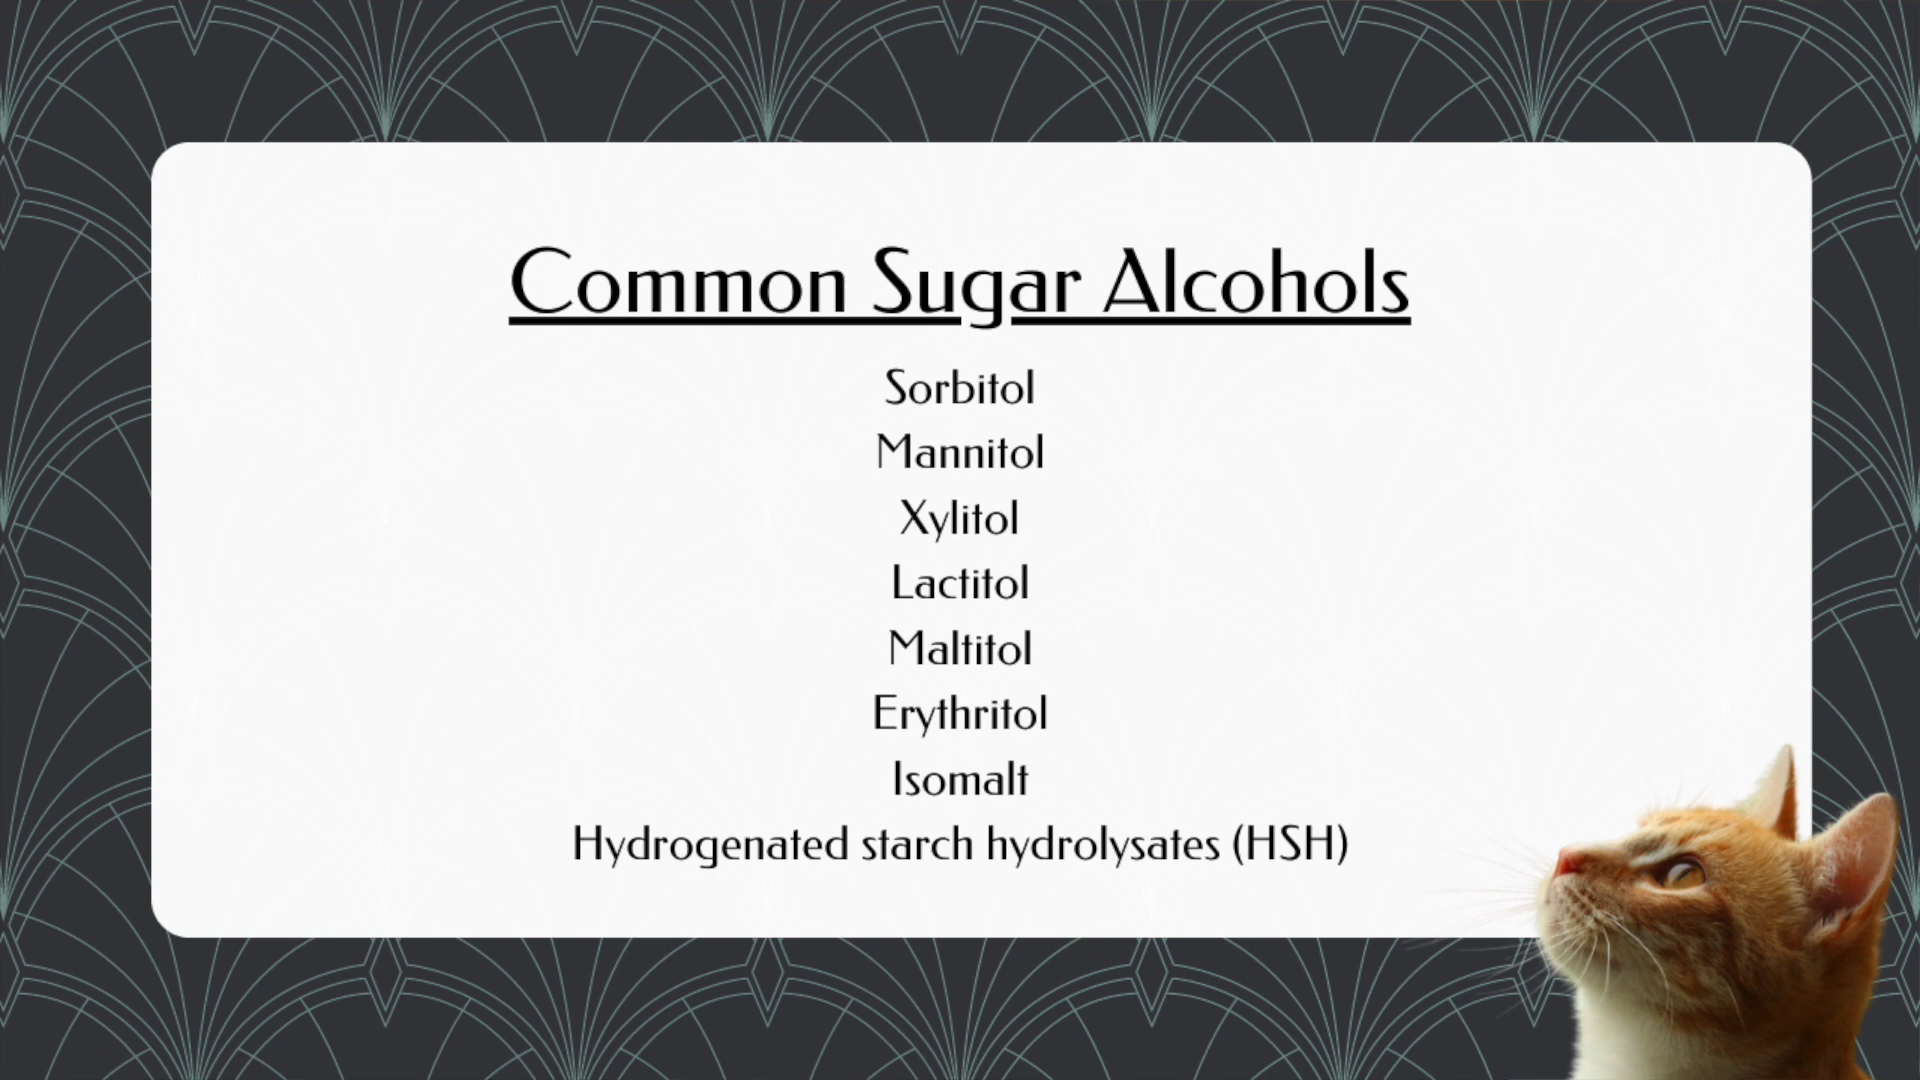 Common Sugar Alcohols
Sorbitol
Mannitol
Xylitol
Lactitol
Maltitol
Erythritol
Isomalt
Hydrogenated starch hydrolysates (HSH)